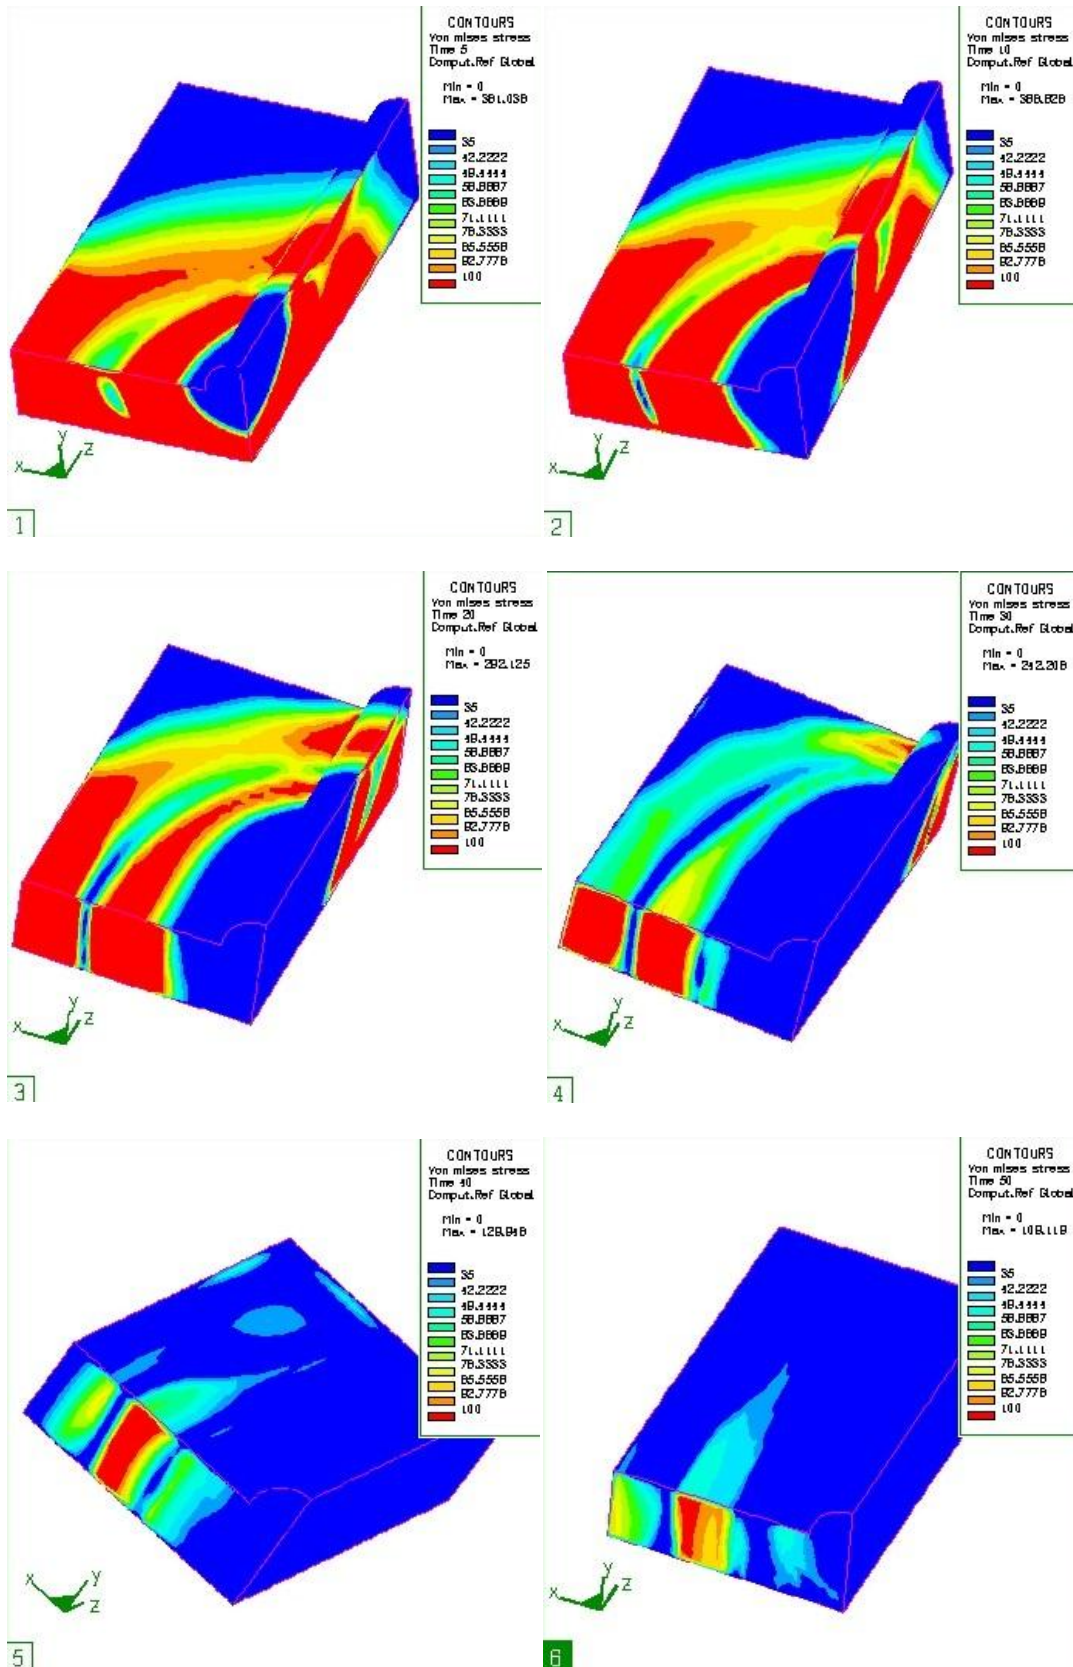 CONTOURS
Von mises stress
Time 5
Comput.Ref Global
Min = 0
Max =
35
42.2222
49.4444
56.6667
63.8889
71.1111
78.3333
85.5556
92.7778
100
y
x
z
1
CONTOURS
Von mises stress
Time 10
Comput.Ref Global
Min = 0
Max =
35
42.2222
49.4444
56.6667
63.8889
71.1111
78.3333
85.5556
92.7778
100
y
x
z
2
CONTOURS
Von mises stress
Time 20
Comput.Ref Global
Min = 0
Max =
35
42.2222
49.4444
56.6667
63.8889
71.1111
78.3333
85.5556
92.7778
100
y
x
z
3
CONTOURS
Von mises stress
Time 30
Comput.Ref Global
Min = 0
Max =
35
42.2222
49.4444
56.6667
63.8889
71.1111
78.3333
85.5556
92.7778
100
y
x
z
4
CONTOURS
Von mises stress
Time 40
Comput.Ref Global
Min = 0
Max =
35
42.2222
49.4444
56.6667
63.8889
71.1111
78.3333
85.5556
92.7778
100
x
y
z
5
CONTOURS
Von mises stress
Time 50
Comput.Ref Global
Min = 0
Max =
35
42.2222
49.4444
56.6667
63.8889
71.1111
78.3333
85.5556
92.7778
100
y
x
z
6